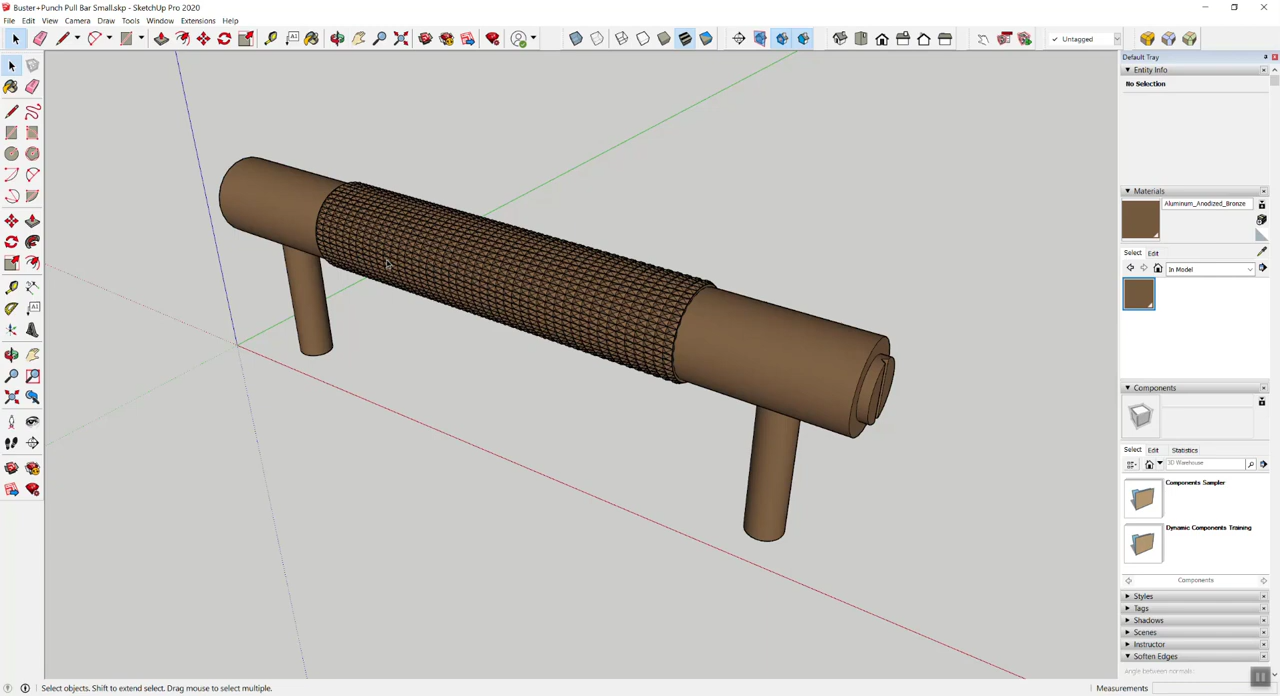 Buster+Punch Pull Bar Small.skp - SketchUp Pro 2020
File Edit View Camera Draw Tools Window Extensions Help
Untagged
Default Tray
Entity Info
No Selection
Materials
Aluminum_Anodized_Bronze
Select Edit
In Model
Components
Select Edit Statistics
3D Warehouse
Components Sampler
Dynamic Components Training
Components
Styles
Tags
Shadows
Scenes
Instructor
Soften Edges
Angle between normals:
Select objects. Shift to extend select. Drag mouse to select multiple.
Measurements